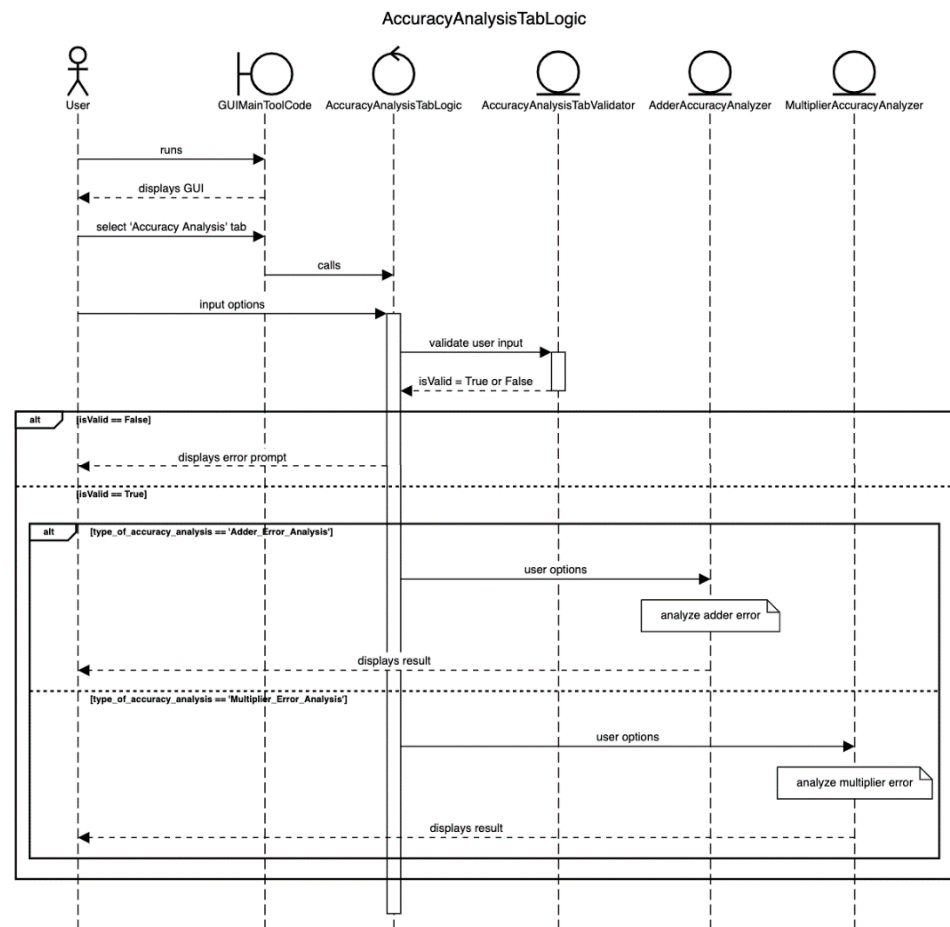 AccuracyAnalysisTabLogic
User
GUIMainToolCode
AccuracyAnalysisTabLogic
AccuracyAnalysisTabValidator
AdderAccuracyAnalyzer
MultiplierAccuracyAnalyzer
runs
displays GUI
select 'Accuracy Analysis' tab
calls
input options
validate user input
isValid = True or False
alt
[isValid == False]
displays error prompt
[isValid == True]
alt
[type_of_accuracy_analysis == 'Adder_Error_Analysis']
user options
analyze adder error
displays result
[type_of_accuracy_analysis == 'Multiplier_Error_Analysis']
user options
analyze multiplier error
displays result